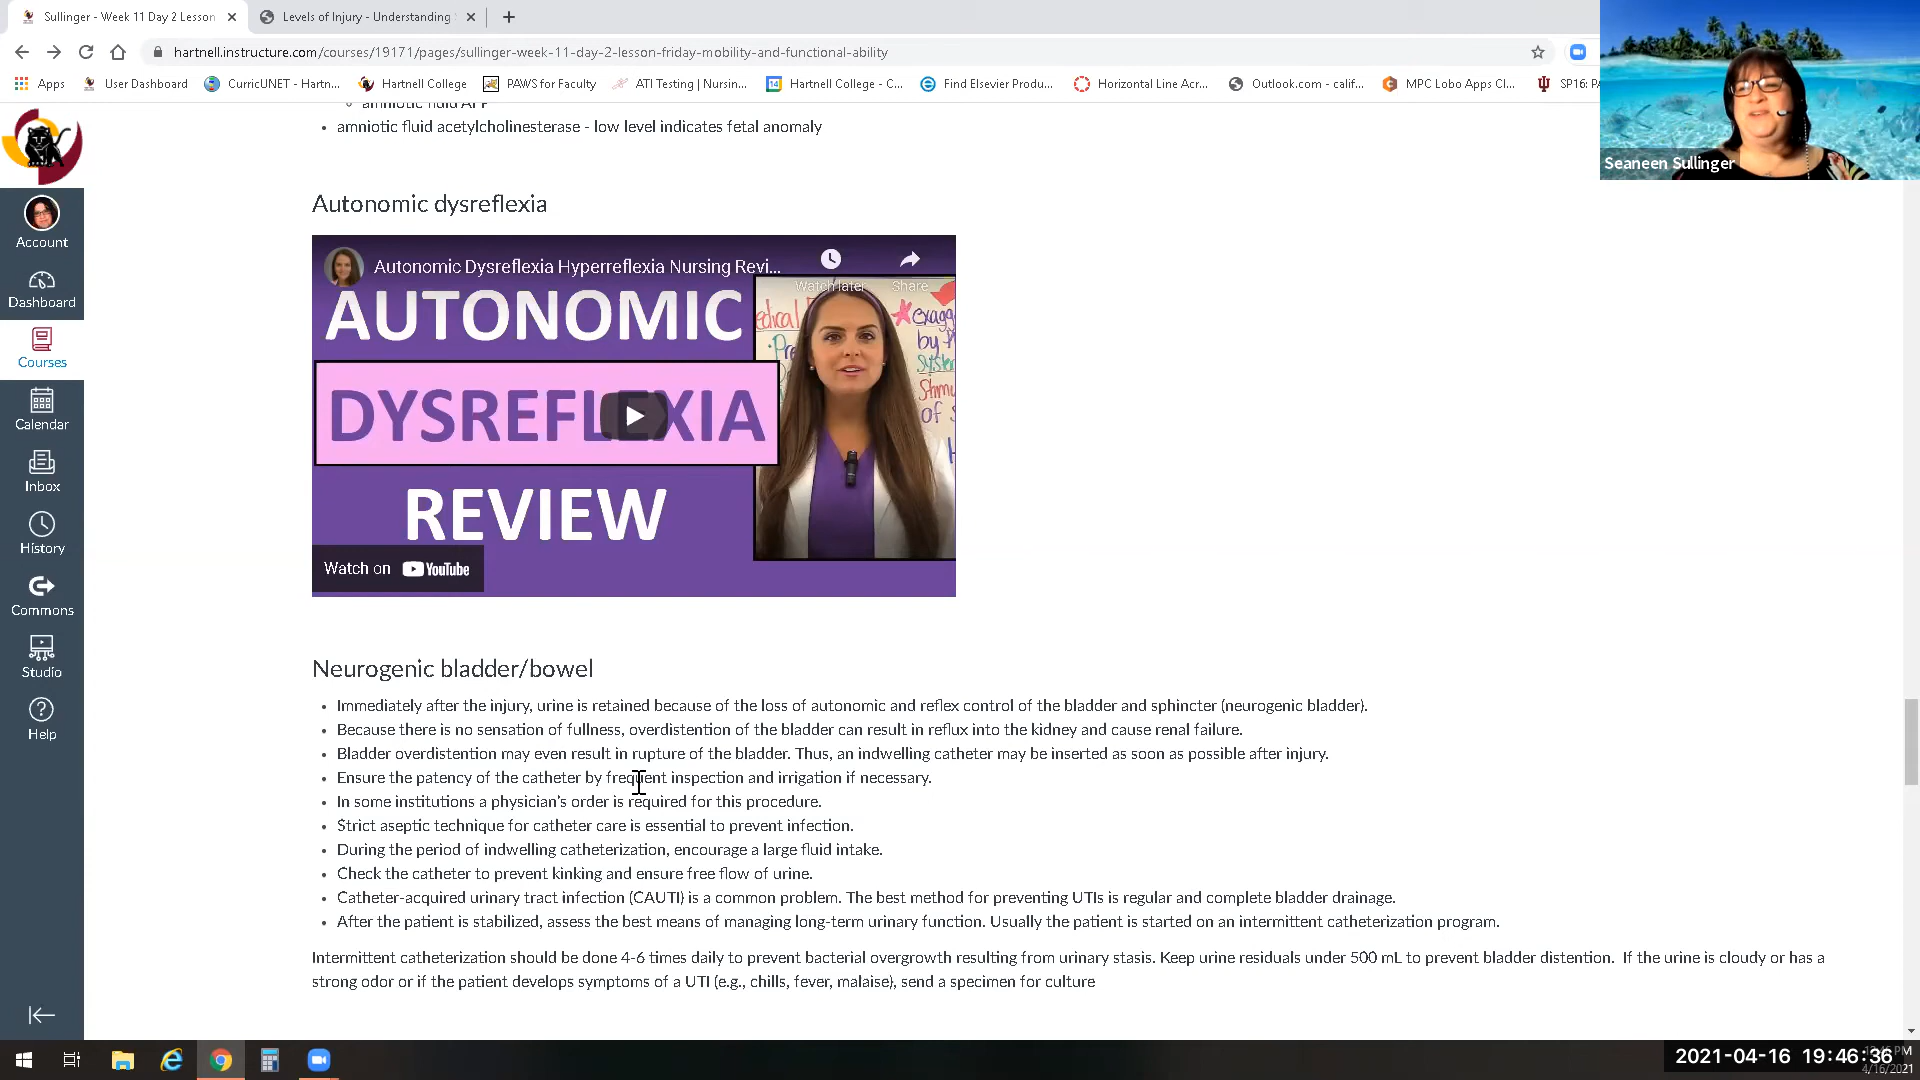 Sullinger - Week 11 Day 2 Lesson
Levels of Injury - Understanding
hartnell.instructure.com/courses/19171/pages/sullinger-week-11-day-2-lesson-friday-mobility-and-functional-ability
Apps
User Dashboard
CurricUNET - Hartn...
Hartnell College
PAWS for Faculty
ATI Testing | Nursin...
Hartnell College - C...
Find Elsevier Produ...
Horizontal Line Acr...
Outlook.com - calif...
MPC Lobo Apps Cl...
Seaneen Sullinger
Account
Dashboard
Courses
Calendar
Inbox
History
Commons
Studio
Help
amniotic fluid AFP
amniotic fluid acetylcholinesterase - low level indicates fetal anomaly
Autonomic dysreflexia
Autonomic Dysreflexia Hyperreflexia Nursing Revi...
Watch later
Share
AUTONOMIC
DYSREFLEXIA
REVIEW
Watch on YouTube
Neurogenic bladder/bowel
Immediately after the injury, urine is retained because of the loss of autonomic and reflex control of the bladder and sphincter (neurogenic bladder).
Because there is no sensation of fullness, overdistention of the bladder can result in reflux into the kidney and cause renal failure.
Bladder overdistention may even result in rupture of the bladder. Thus, an indwelling catheter may be inserted as soon as possible after injury.
Ensure the patency of the catheter by frequent inspection and irrigation if necessary.
In some institutions a physician's order is required for this procedure.
Strict aseptic technique for catheter care is essential to prevent infection.
During the period of indwelling catheterization, encourage a large fluid intake.
Check the catheter to prevent kinking and ensure free flow of urine.
Catheter-acquired urinary tract infection (CAUTI) is a common problem. The best method for preventing UTIs is regular and complete bladder drainage.
After the patient is stabilized, assess the best means of managing long-term urinary function. Usually the patient is started on an intermittent catheterization program.
Intermittent catheterization should be done 4-6 times daily to prevent bacterial overgrowth resulting from urinary stasis. Keep urine residuals under 500 mL to prevent bladder distention. If the urine is cloudy or has a
strong odor or if the patient develops symptoms of a UTI (e.g., chills, fever, malaise), send a specimen for culture
2021-04-16 19:46:36
4/16/2021